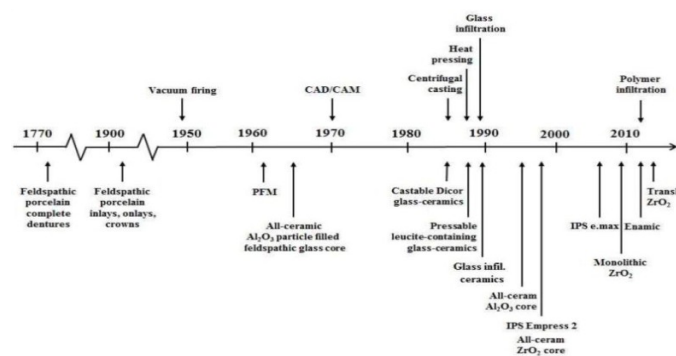 Glass
infiltration
Heat
pressing
Vacuum firing
CAD/CAM
Centrifugal
casting
Polymer
infiltration
1770
1900
1950
1960
1970
1980
1990
2000
2010
Feldspathic
porcelain
complete
dentures
Feldspathic
porcelain
inlays, onlays,
crowns
PFM
All-ceramic
Al₂O₃ particle filled
feldspathic glass core
Castable Dicor
glass-ceramics
Pressable
leucite-containing
glass-ceramics
Glass infil.
ceramics
All-ceram
Al₂O₃ core
IPS Empress 2
All-ceram
ZrO₂ core
IPS e.max
Monolithic
ZrO₂
Enamic
Transl
ZrO₂